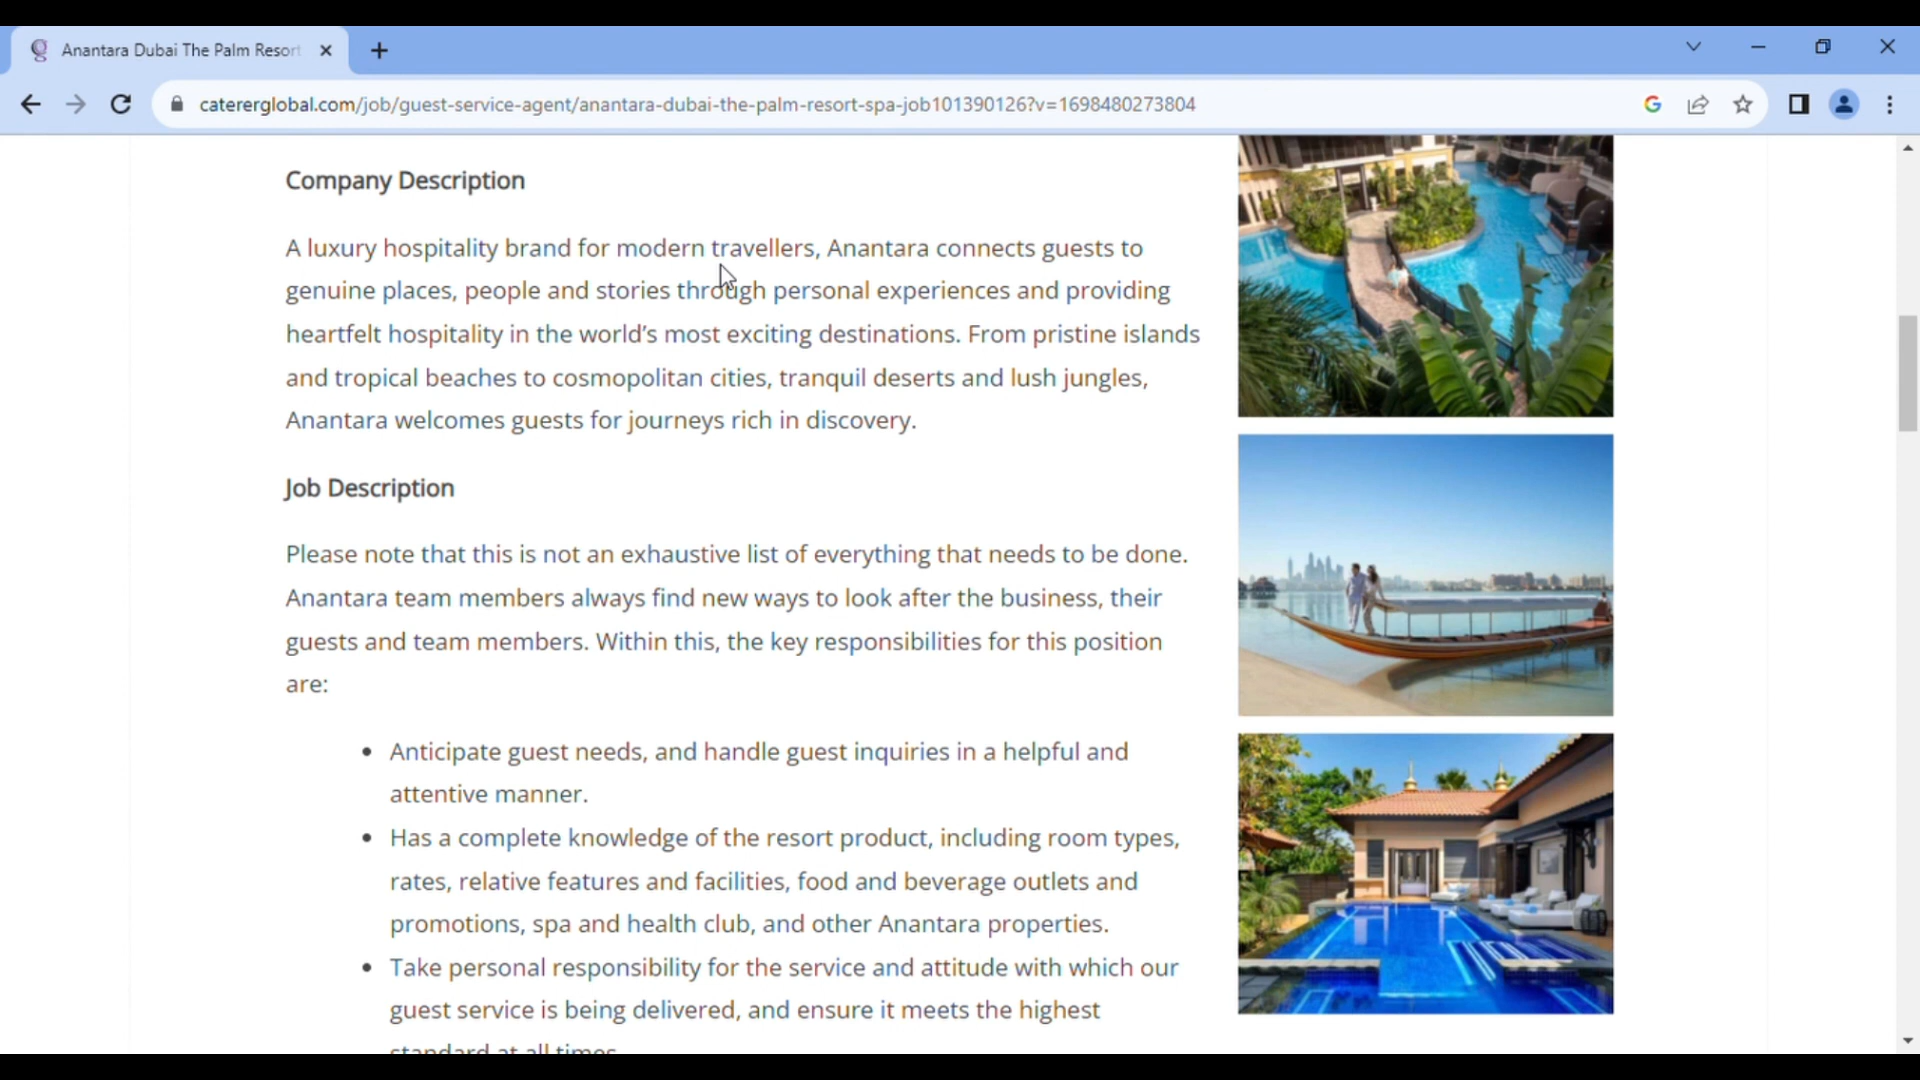 Anantara Dubai The Palm Resort
catererglobal.com/job/guest-service-agent/anantara-dubai-the-palm-resort-spa-job101390126?v=1698480273804
Company Description
A luxury hospitality brand for modern travellers, Anantara connects guests to
genuine places, people and stories through personal experiences and providing
heartfelt hospitality in the world’s most exciting destinations. From pristine islands
and tropical beaches to cosmopolitan cities, tranquil deserts and lush jungles,
Anantara welcomes guests for journeys rich in discovery.
Job Description
Please note that this is not an exhaustive list of everything that needs to be done.
Anantara team members always find new ways to look after the business, their
guests and team members. Within this, the key responsibilities for this position
are:
• Anticipate guest needs, and handle guest inquiries in a helpful and
attentive manner.
• Has a complete knowledge of the resort product, including room types,
rates, relative features and facilities, food and beverage outlets and
promotions, spa and health club, and other Anantara properties.
• Take personal responsibility for the service and attitude with which our
guest service is being delivered, and ensure it meets the highest
standard at all times.